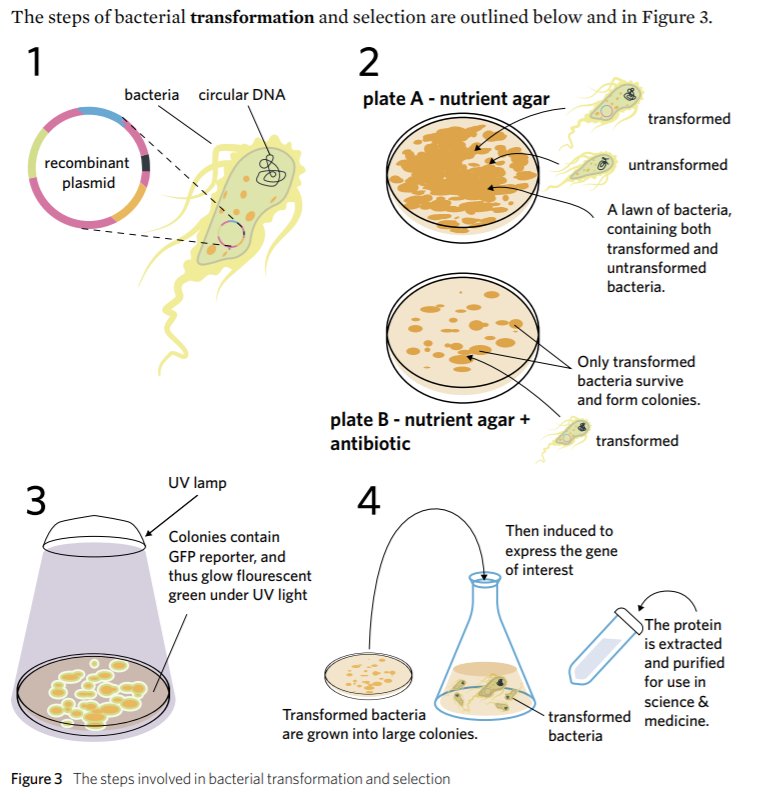 The steps of bacterial transformation and selection are outlined below and in Figure 3.
1
bacteria
circular DNA
recombinant
plasmid
2
plate A - nutrient agar
transformed
untransformed
A lawn of bacteria,
containing both
transformed and
untransformed
bacteria.
Only transformed
bacteria survive
and form colonies.
plate B - nutrient agar +
antibiotic
transformed
3
UV lamp
Colonies contain
GFP reporter, and
thus glow flourescent
green under UV light
4
Then induced to
express the gene
of interest
The protein
is extracted
and purified
for use in
science &
medicine.
Transformed bacteria
are grown into large colonies.
transformed
bacteria
Figure 3 The steps involved in bacterial transformation and selection